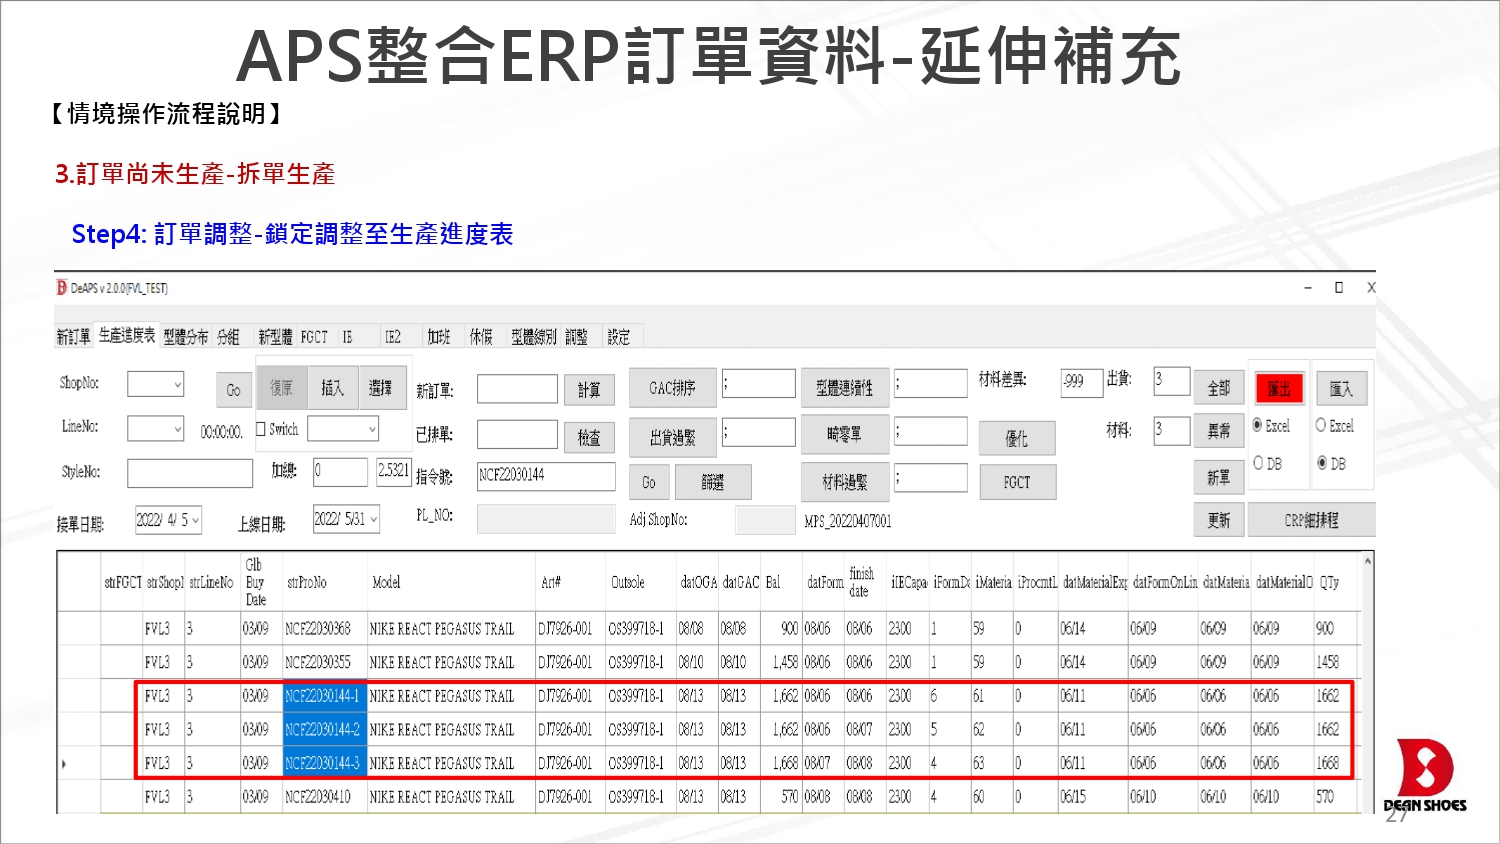 APS整合ERP訂單資料-延伸補充
【情境操作流程說明】
3.訂單尚未生產-拆單生產
Step4: 訂單調整-鎖定調整至生產進度表
DeAPS v 2.0.0(FVL_TEST)
新訂單 生產進度表 型體分布 分組 新型體 FGCT IE IE2 加班 休假 型體線別 調整 設定
ShopNo: Go 復原 插入 選擇 新訂單: 計算 GAC排序 ; 型體連續性 ; 材料差異: -999 出貨: 3 全部 匯出 匯入
LineNo: 00:00:00. Switch 已排單: 檢查 出貨過緊 ; 畸零單 ; 優化 材料: 3 異常 Excel Excel
StyleNo: 加總: 0 2.5321 指令號: NCF22030144 Go 篩選 材料過緊 ; FGCT 新單 DB DB
接單日期: 2022/ 4/ 5 上線日期: 2022/ 5/31 PL_NO: Adj ShopNo: MPS_20220407001 更新 CRP細排程
strFGCT strShopl strLineNo Glb Buy Date strProNo Model Art# Outsole datOGA datGAC Bal datForm finish date iIECapa iFormDa iMateria iProcmtL datMaterialExp datFormOnLin datMateria datMaterialO QTy
FVL3 3 03/09 NCF22030368 NIKE REACT PEGASUS TRAIL DJ7926-001 OS399718-1 08/08 08/08 900 08/06 08/06 2300 1 59 0 06/14 06/09 06/09 06/09 900
FVL3 3 03/09 NCF22030355 NIKE REACT PEGASUS TRAIL DJ7926-001 OS399718-1 08/10 08/10 1,458 08/06 08/06 2300 1 59 0 06/14 06/09 06/09 06/09 1458
FVL3 3 03/09 NCF22030144-1 NIKE REACT PEGASUS TRAIL DJ7926-001 OS399718-1 08/13 08/13 1,662 08/06 08/06 2300 6 61 0 06/11 06/06 06/06 06/06 1662
FVL3 3 03/09 NCF22030144-2 NIKE REACT PEGASUS TRAIL DJ7926-001 OS399718-1 08/13 08/13 1,662 08/06 08/07 2300 5 62 0 06/11 06/06 06/06 06/06 1662
FVL3 3 03/09 NCF22030144-3 NIKE REACT PEGASUS TRAIL DJ7926-001 OS399718-1 08/13 08/13 1,668 08/07 08/08 2300 4 63 0 06/11 06/06 06/06 06/06 1668
FVL3 3 03/09 NCF22030410 NIKE REACT PEGASUS TRAIL DJ7926-001 OS399718-1 08/13 08/13 570 08/08 08/08 2300 4 60 0 06/15 06/10 06/10 06/10 570
DEAN SHOES
27